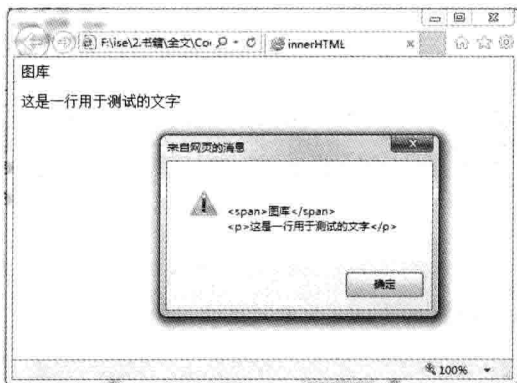 F:\ise\2.书籍\全文\Co
innerHTML
图库
这是一行用于测试的文字
来自网页的消息
<span>图库</span>
<p>这是一行用于测试的文字</p>
确定
100%